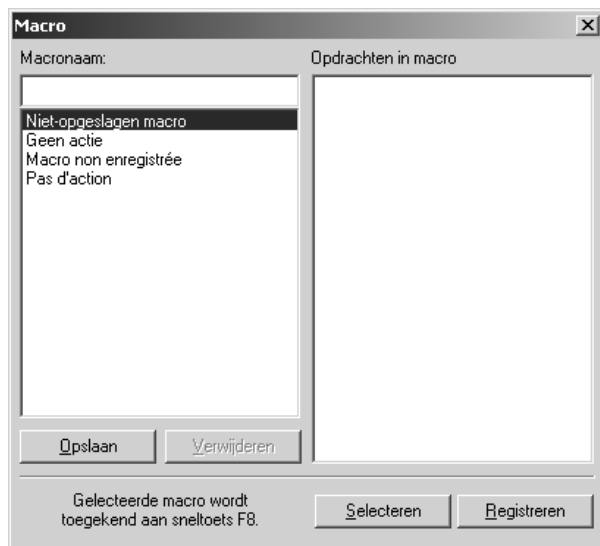 Macro
Macronaam:
Opdrachten in macro
Niet-opgeslagen macro
Geen actie
Macro non enregistrée
Pas d'action
Opslaan
Verwijderen
Gelecteerde macro wordt
toegekend aan sneltoets F8.
Selecteren
Registreren